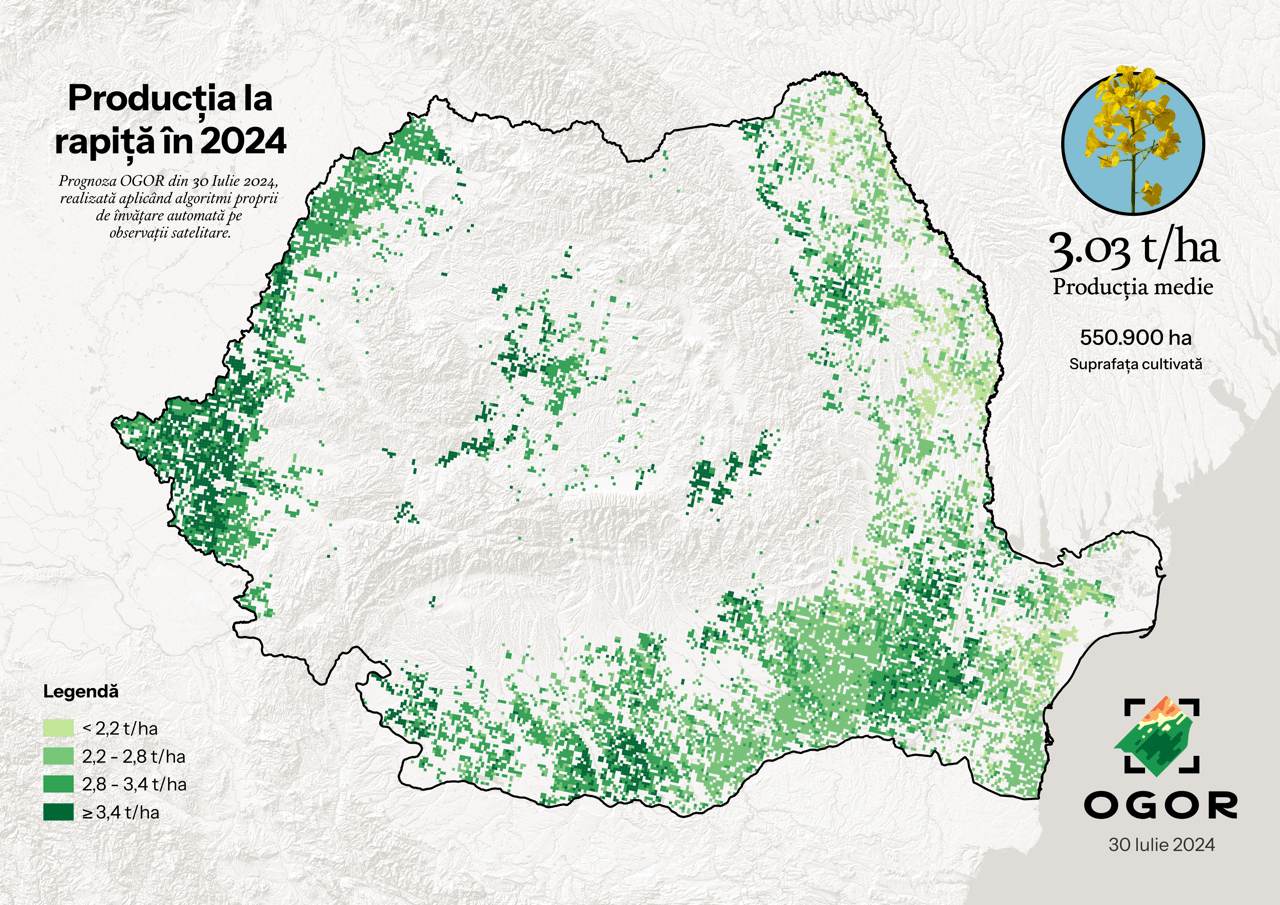 Producția la
rapiță în 2024
Prognoza OGOR din 30 Iulie 2024,
realizată aplicând algoritmi proprii
de învățare automată pe
observații satelitare.
3.03 t/ha
Producția medie
550.900 ha
Suprafața cultivată
Legendă
< 2,2 t/ha
2,2 - 2,8 t/ha
2,8 - 3,4 t/ha
≥ 3,4 t/ha
OGOR
30 Iulie 2024